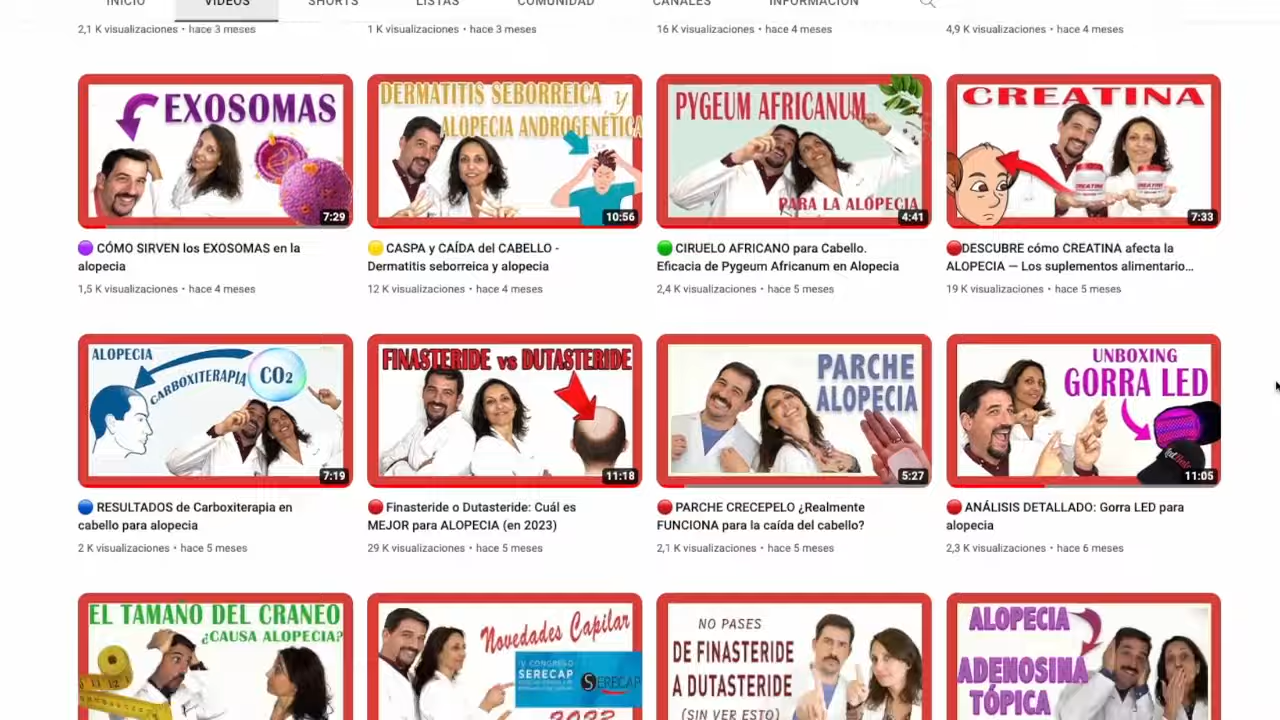 INICIO VÍDEOS SHORTS LISTAS COMUNIDAD CANALES INFORMACIÓN
2,1 K visualizaciones • hace 3 meses
1 K visualizaciones • hace 3 meses
16 K visualizaciones • hace 4 meses
4,9 K visualizaciones • hace 4 meses
EXOSOMAS
7:29
DERMATITIS SEBORREICA y
ALOPECIA ANDROGENÉTICA
10:56
PYGEUM AFRICANUM
PARA LA ALOPECIA
4:41
CREATINA
CREATINE
CREATINE
7:33
CÓMO SIRVEN los EXOSOMAS en la
alopecia
1,5 K visualizaciones • hace 4 meses
CASPA y CAÍDA del CABELLO -
Dermatitis seborreica y alopecia
12 K visualizaciones • hace 4 meses
CIRUELO AFRICANO para Cabello.
Eficacia de Pygeum Africanum en Alopecia
2,4 K visualizaciones • hace 5 meses
DESCUBRE cómo CREATINA afecta la
ALOPECIA — Los suplementos alimentario...
19 K visualizaciones • hace 5 meses
ALOPECIA
CARBOXITERAPIA
CO2
7:19
FINASTERIDE vs DUTASTERIDE
11:18
PARCHE
ALOPECIA
5:27
UNBOXING
GORRA LED
11:05
RESULTADOS de Carboxiterapia en
cabello para alopecia
2 K visualizaciones • hace 5 meses
Finasteride o Dutasteride: Cuál es
MEJOR para ALOPECIA (en 2023)
29 K visualizaciones • hace 5 meses
PARCHE CRECEPELO ¿Realmente
FUNCIONA para la caída del cabello?
2,1 K visualizaciones • hace 5 meses
ANÁLISIS DETALLADO: Gorra LED para
alopecia
2,3 K visualizaciones • hace 6 meses
EL TAMAÑO DEL CRANEO
¿CAUSA ALOPECIA?
Novedades Capilar
IV CONGRESO
SERECAP
SERECAP
2022
NO PASES
DE FINASTERIDE
A DUTASTERIDE
(SIN VER ESTO)
ALOPECIA
ADENOSINA
TÓPICA